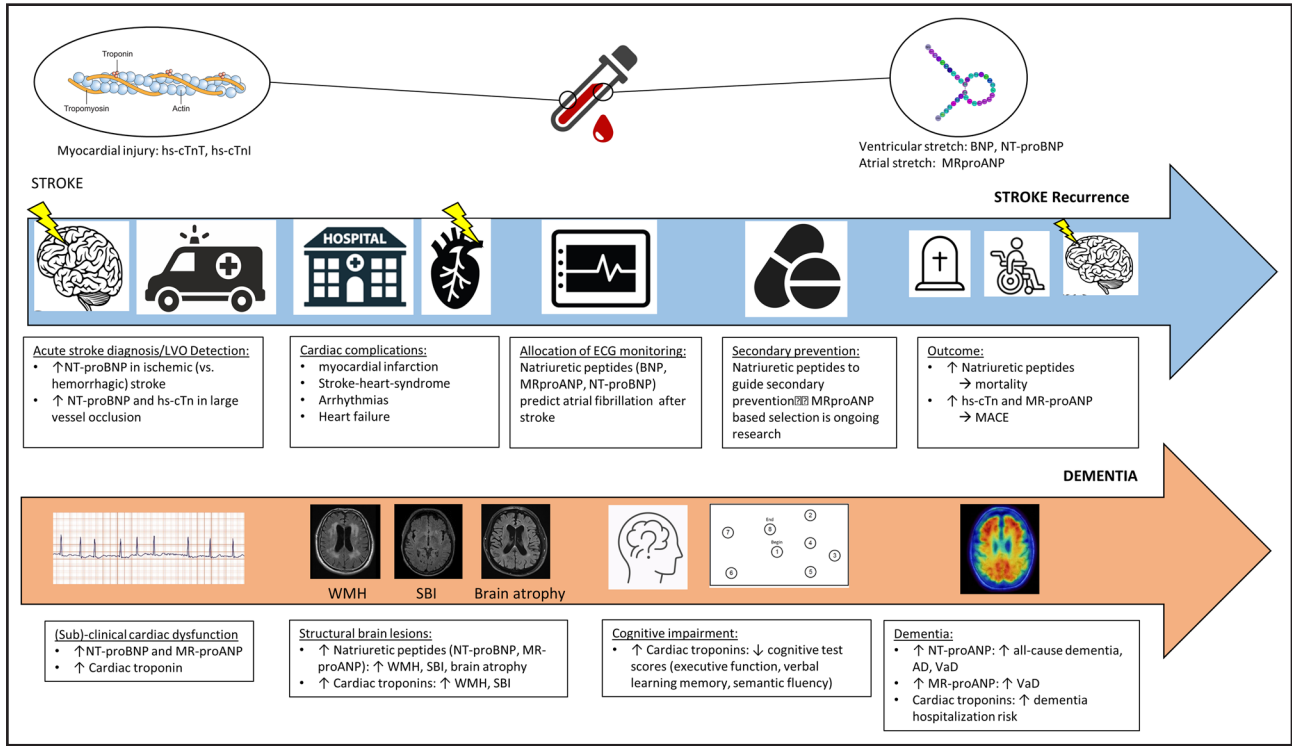 Troponin
Tropomyosin
Actin
Myocardial injury: hs-cTnT, hs-cTnI
Ventricular stretch: BNP, NT-proBNP
Atrial stretch: MRproANP
STROKE
STROKE Recurrence
HOSPITAL
Acute stroke diagnosis/LVO Detection:
• ↑NT-proBNP in ischemic (vs.
hemorrhagic) stroke
• ↑ NT-proBNP and hs-cTn in large
vessel occlusion
Cardiac complications:
• myocardial infarction
• Stroke-heart-syndrome
• Arrhythmias
• Heart failure
Allocation of ECG monitoring:
Natriuretic peptides (BNP,
MRproANP, NT-proBNP)
predict atrial fibrillation after
stroke
Secondary prevention:
Natriuretic peptides to
guide secondary
prevention⍰⍰ MRproANP
based selection is ongoing
research
Outcome:
• ↑ Natriuretic peptides
→ mortality
• ↑ hs-cTn and MR-proANP
→ MACE
DEMENTIA
WMH
SBI
Brain atrophy
2
End
7
8
Begin
4
1
3
6
5
(Sub)-clinical cardiac dysfunction
• ↑NT-proBNP and MR-proANP
• ↑ Cardiac troponin
Structural brain lesions:
• ↑ Natriuretic peptides (NT-proBNP, MR-
proANP): ↑ WMH, SBI, brain atrophy
• ↑ Cardiac troponins: ↑ WMH, SBI
Cognitive impairment:
• ↑ Cardiac troponins: ↓ cognitive test
scores (executive function, verbal
learning memory, semantic fluency)
Dementia:
• ↑ NT-proANP: ↑ all-cause dementia,
AD, VaD
• ↑ MR-proANP: ↑ VaD
• Cardiac troponins: ↑ dementia
hospitalization risk